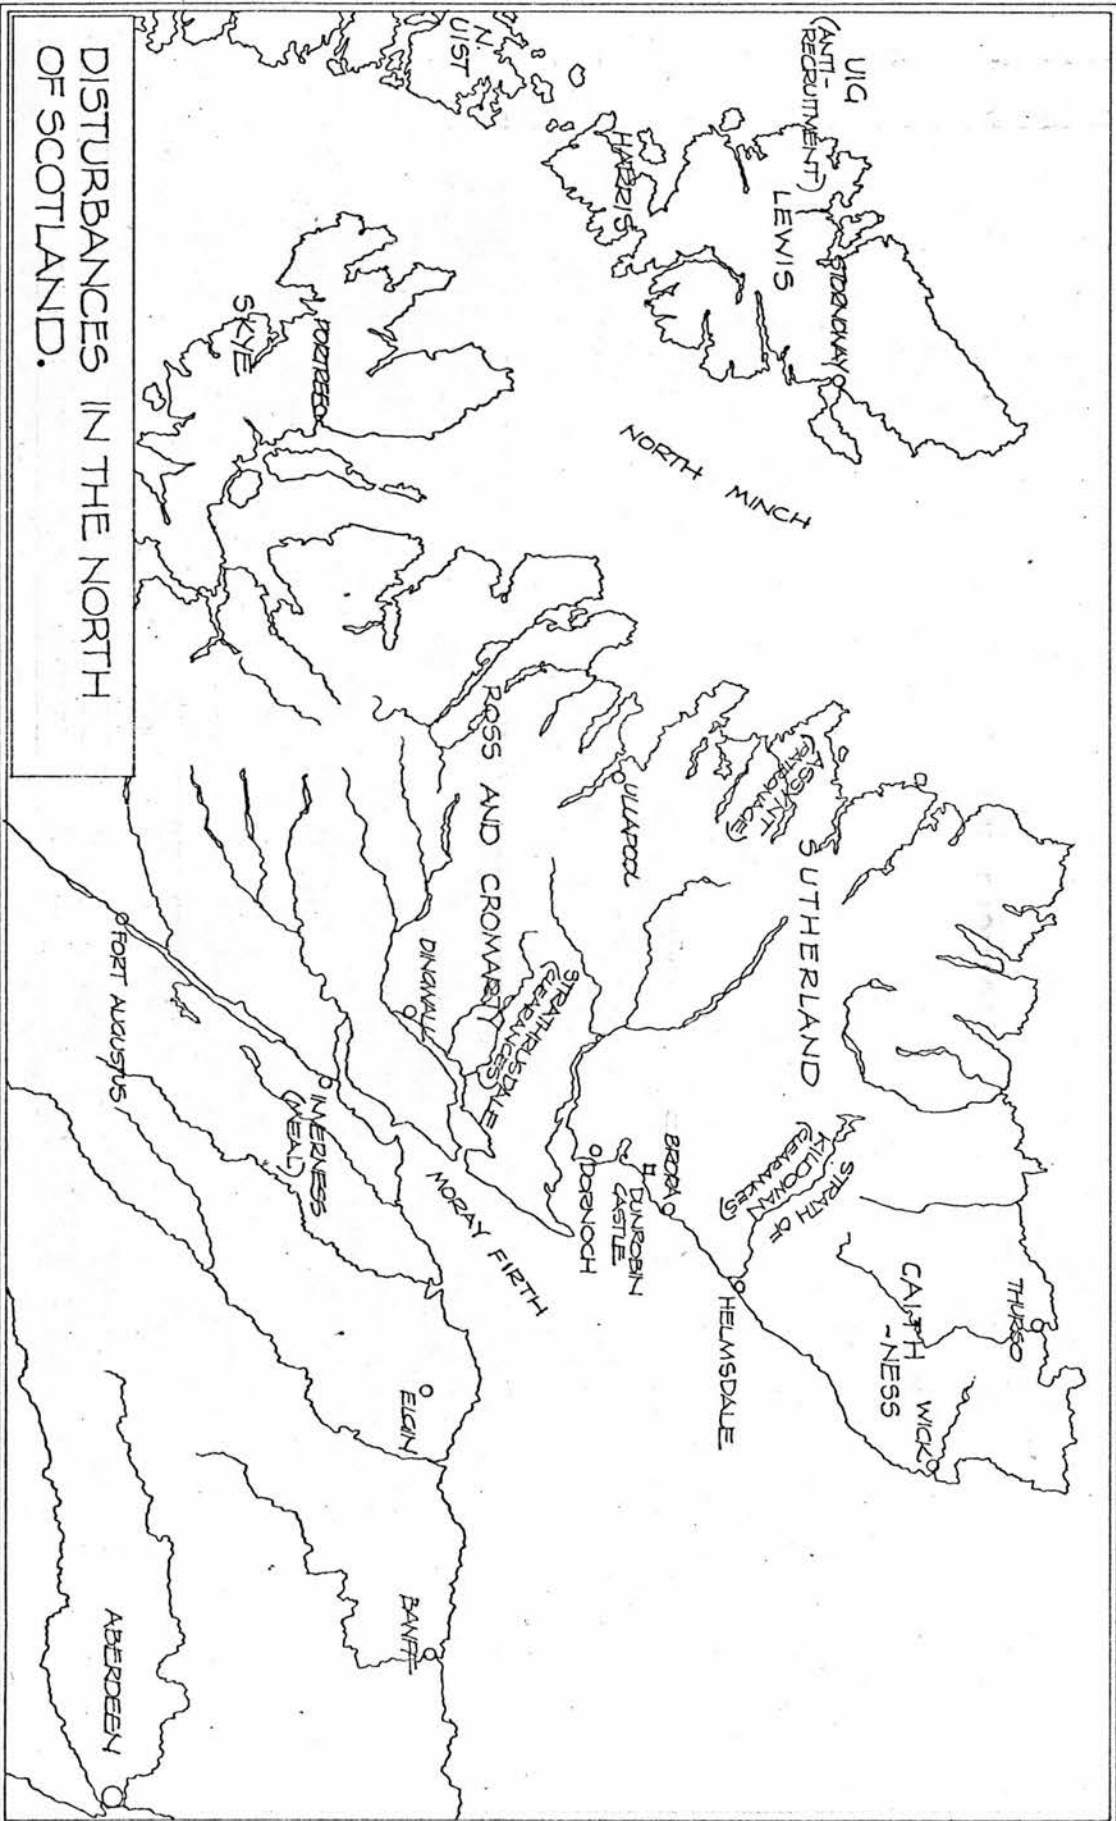 DISTURBANCES IN THE NORTH
OF SCOTLAND.
UIG
(ANTI-
RECRUITMENT)
LEWIS
STORNOWAY
HARRIS
N.
UIST
NORTH MINCH
SKYE
PORTREE
ASSYNT
(PATRONAGE)
SUTHERLAND
ULLAPOOL
ROSS AND CROMARTY
STRATHRUSDALE
(CLEARANCES)
DINGWALL
STRATH OF
KILDONAN
(CLEARANCES)
THURSO
CAITH
-NESS
WICK
HELMSDALE
BRORA
DUNROBIN
CASTLE
DORNOCH
MORAY FIRTH
INVERNESS
(MEAL)
FORT AUGUSTUS
ELGIN
BANFF
ABERDEEN